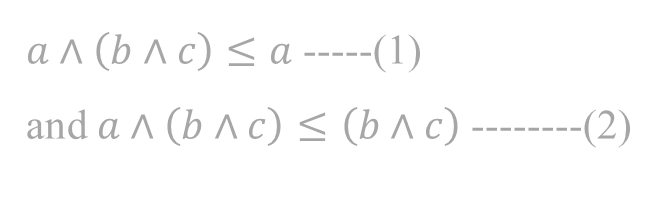 a ∧ (b ∧ c) ≤ a -----(1)
and a ∧ (b ∧ c) ≤ (b ∧ c) --------(2)